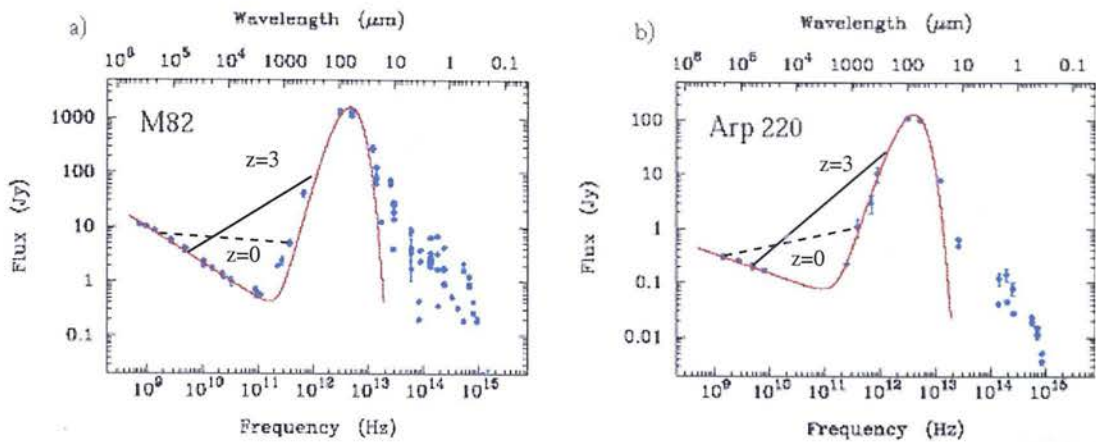 a)
Wavelength (μm)
10⁶ 10⁵ 10⁴ 1000 100 10 1 0.1
M82
z=3
z=0
Flux (Jy)
1000
100
10
1
0.1
10⁹ 10¹⁰ 10¹¹ 10¹² 10¹³ 10¹⁴ 10¹⁵
Frequency (Hz)
b)
Wavelength (μm)
10⁶ 10⁵ 10⁴ 1000 100 10 1 0.1
Arp 220
z=3
z=0
Flux (Jy)
100
10
1
0.1
0.01
10⁹ 10¹⁰ 10¹¹ 10¹² 10¹³ 10¹⁴ 10¹⁵
Frequency (Hz)